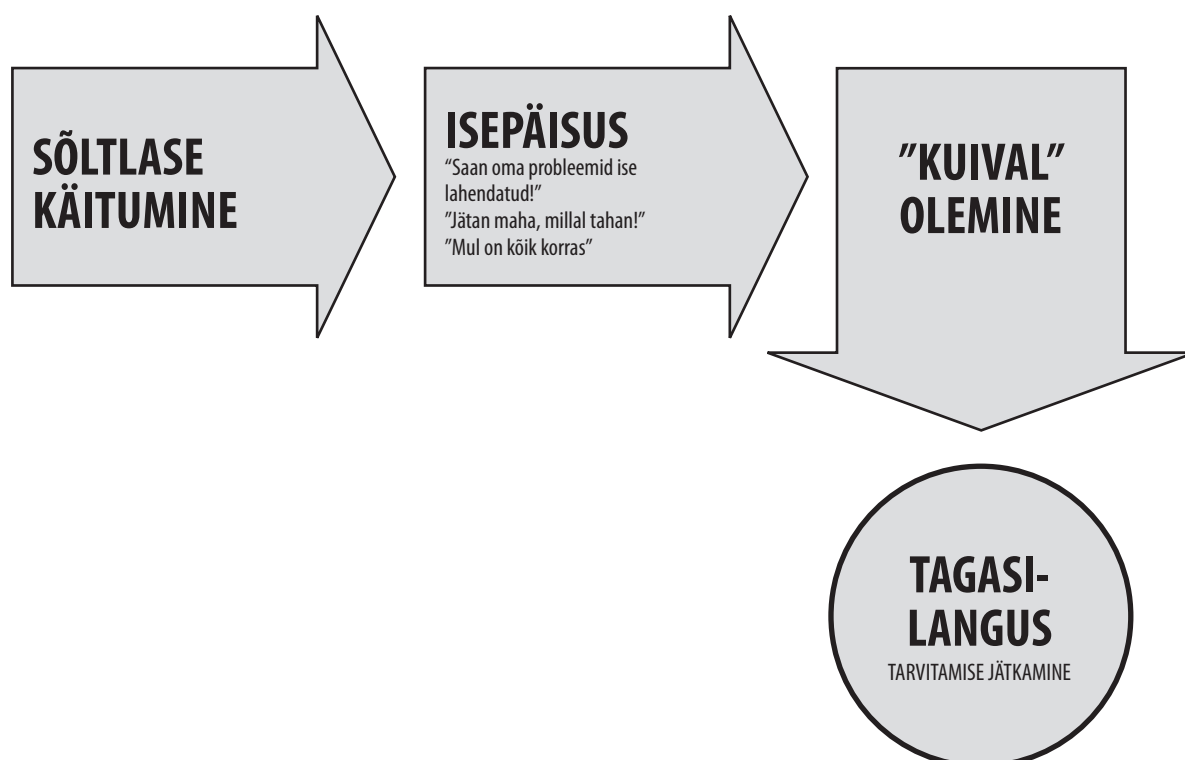 SÕLTLASE
KÄITUMINE
ISEPÄISUS
“Saan oma probleemid ise
lahendatud!”
”Jätan maha, millal tahan!”
”Mul on kõik korras”
”KUIVAL”
OLEMINE
TAGASI-
LANGUS
TARVITAMISE JÄTKAMINE